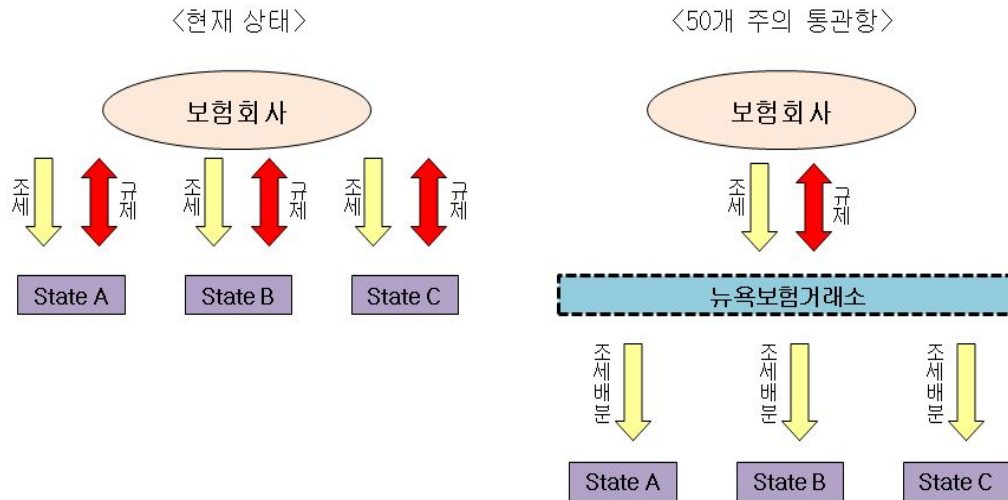 <현재 상태>
보험회사
조세
규제
조세
규제
조세
규제
State A
State B
State C
<50개 주의 통관항>
보험회사
조세
규제
뉴욕보험거래소
조세배분
조세배분
조세배분
State A
State B
State C